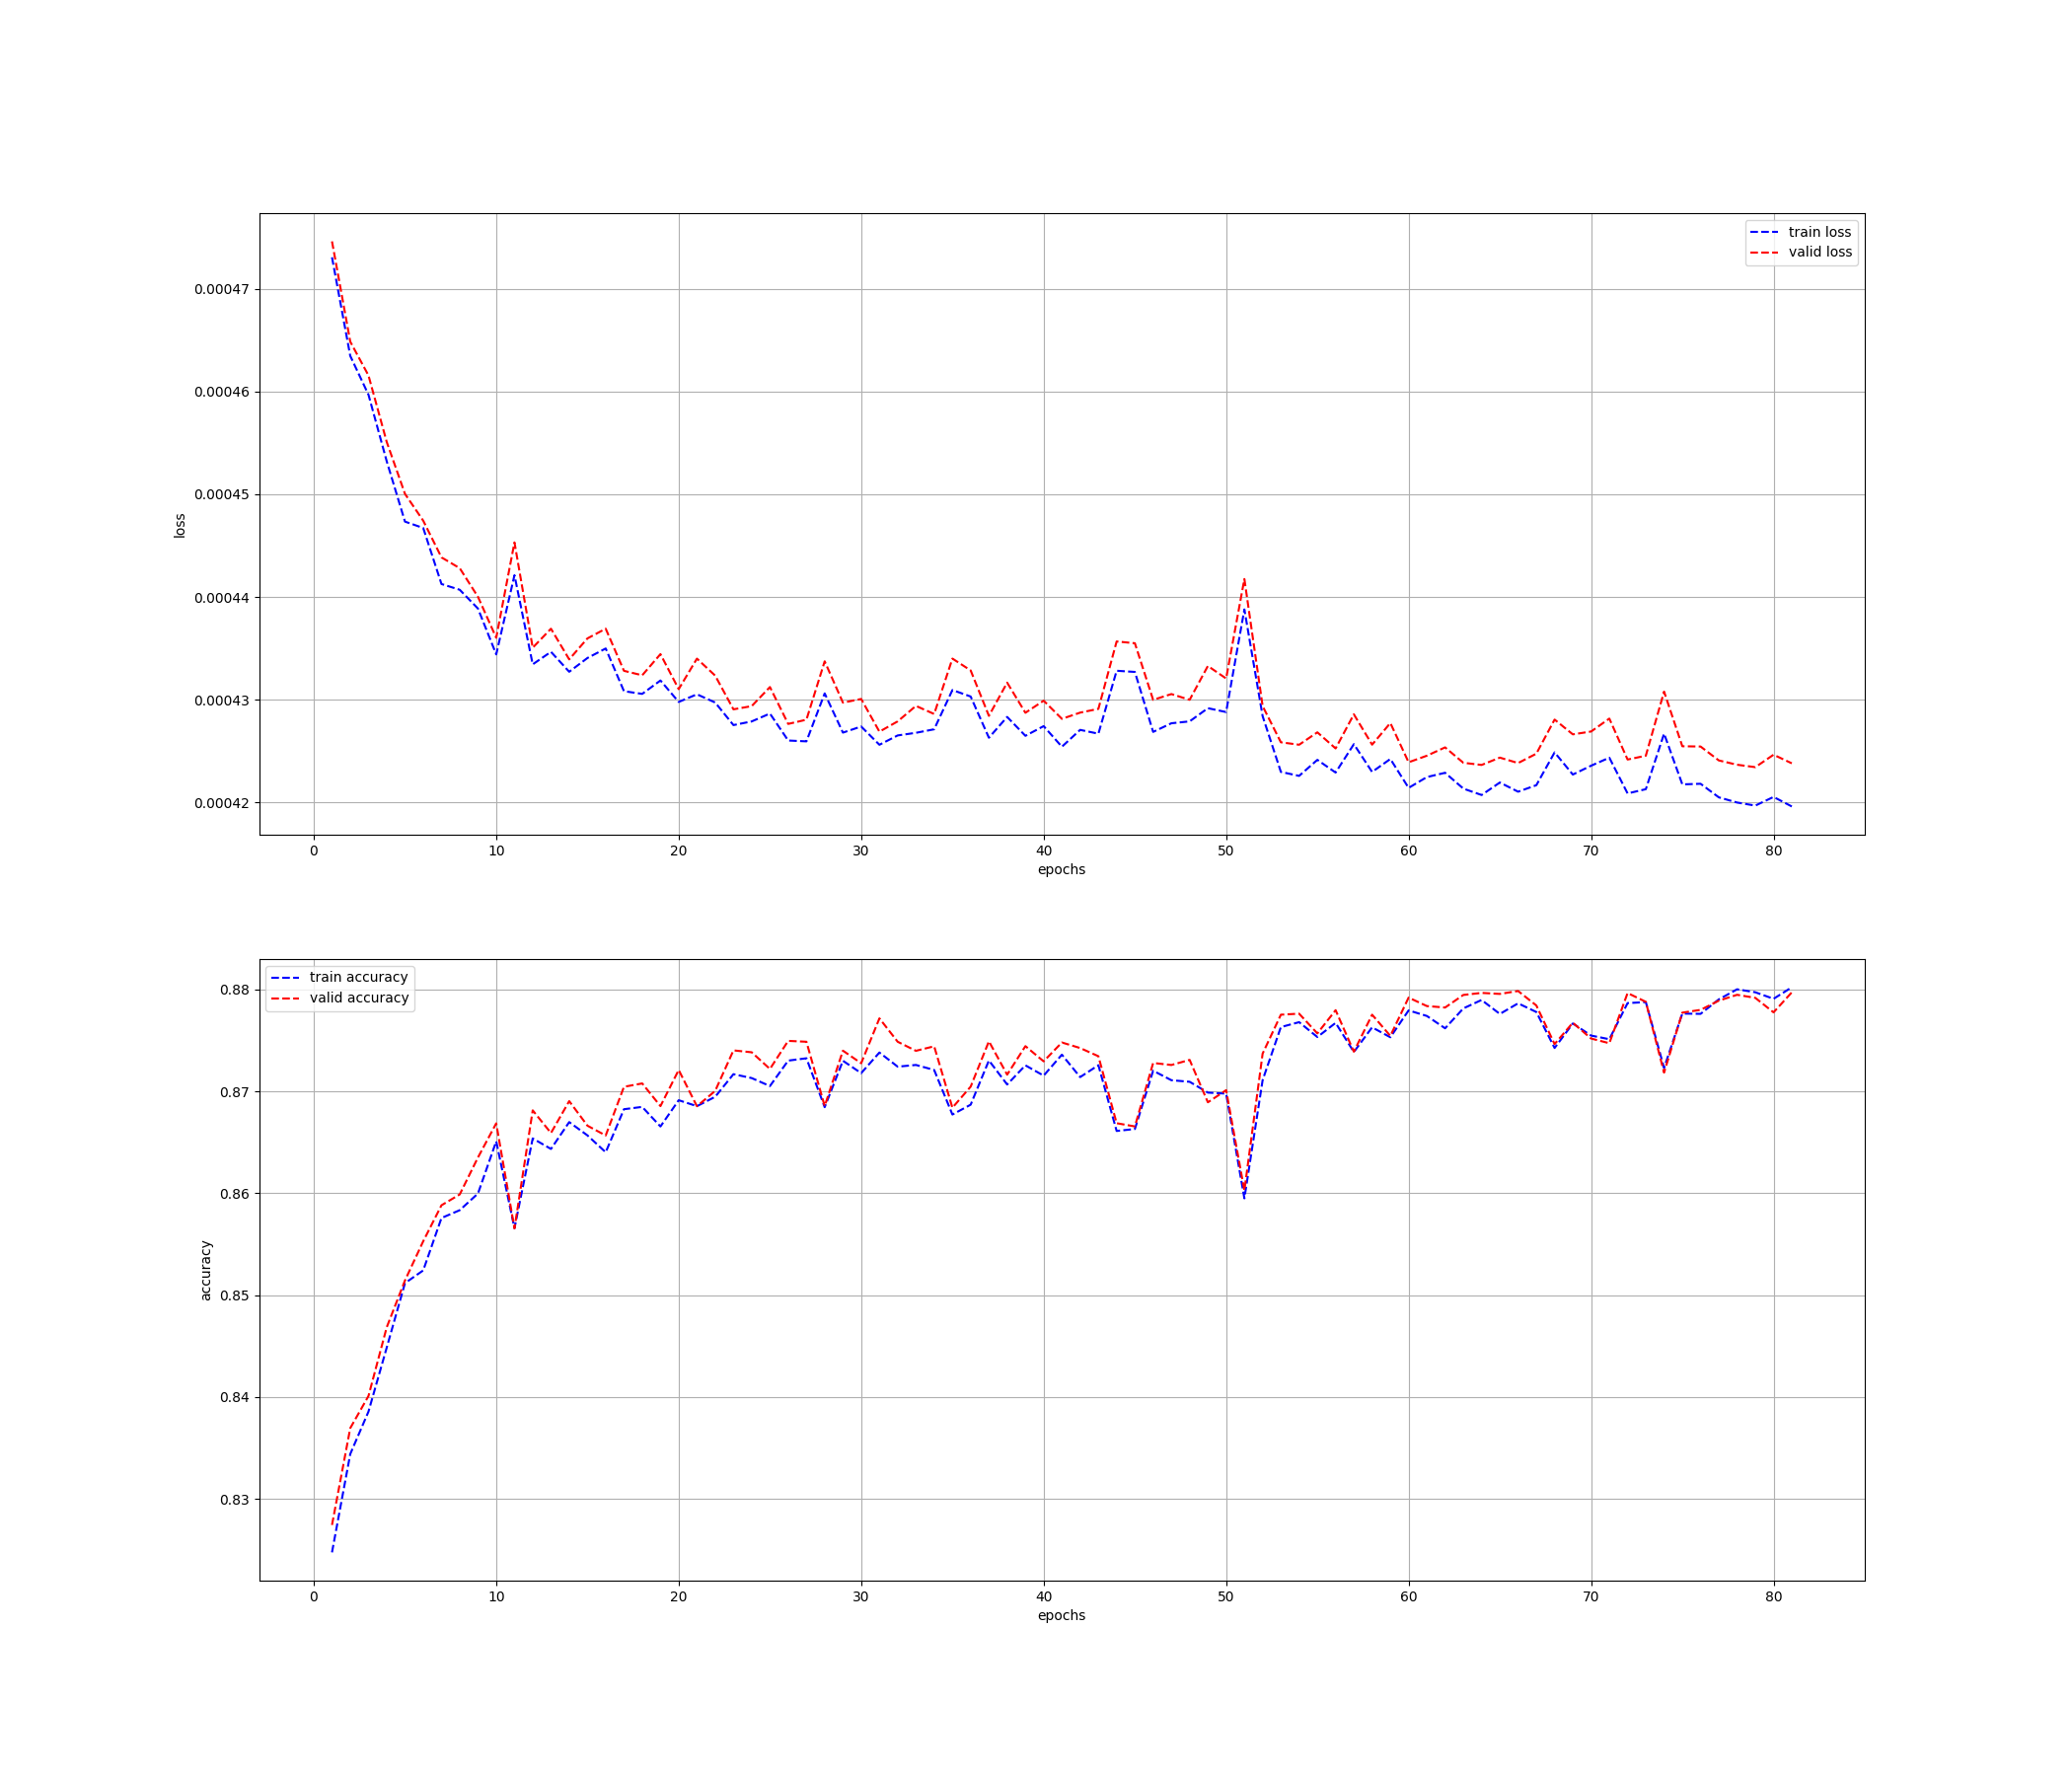 train loss
valid loss
0.00047
0.00046
0.00045
0.00044
0.00043
0.00042
loss
0 10 20 30 40 50 60 70 80
epochs
train accuracy
valid accuracy
0.88
0.87
0.86
0.85
0.84
0.83
accuracy
0 10 20 30 40 50 60 70 80
epochs